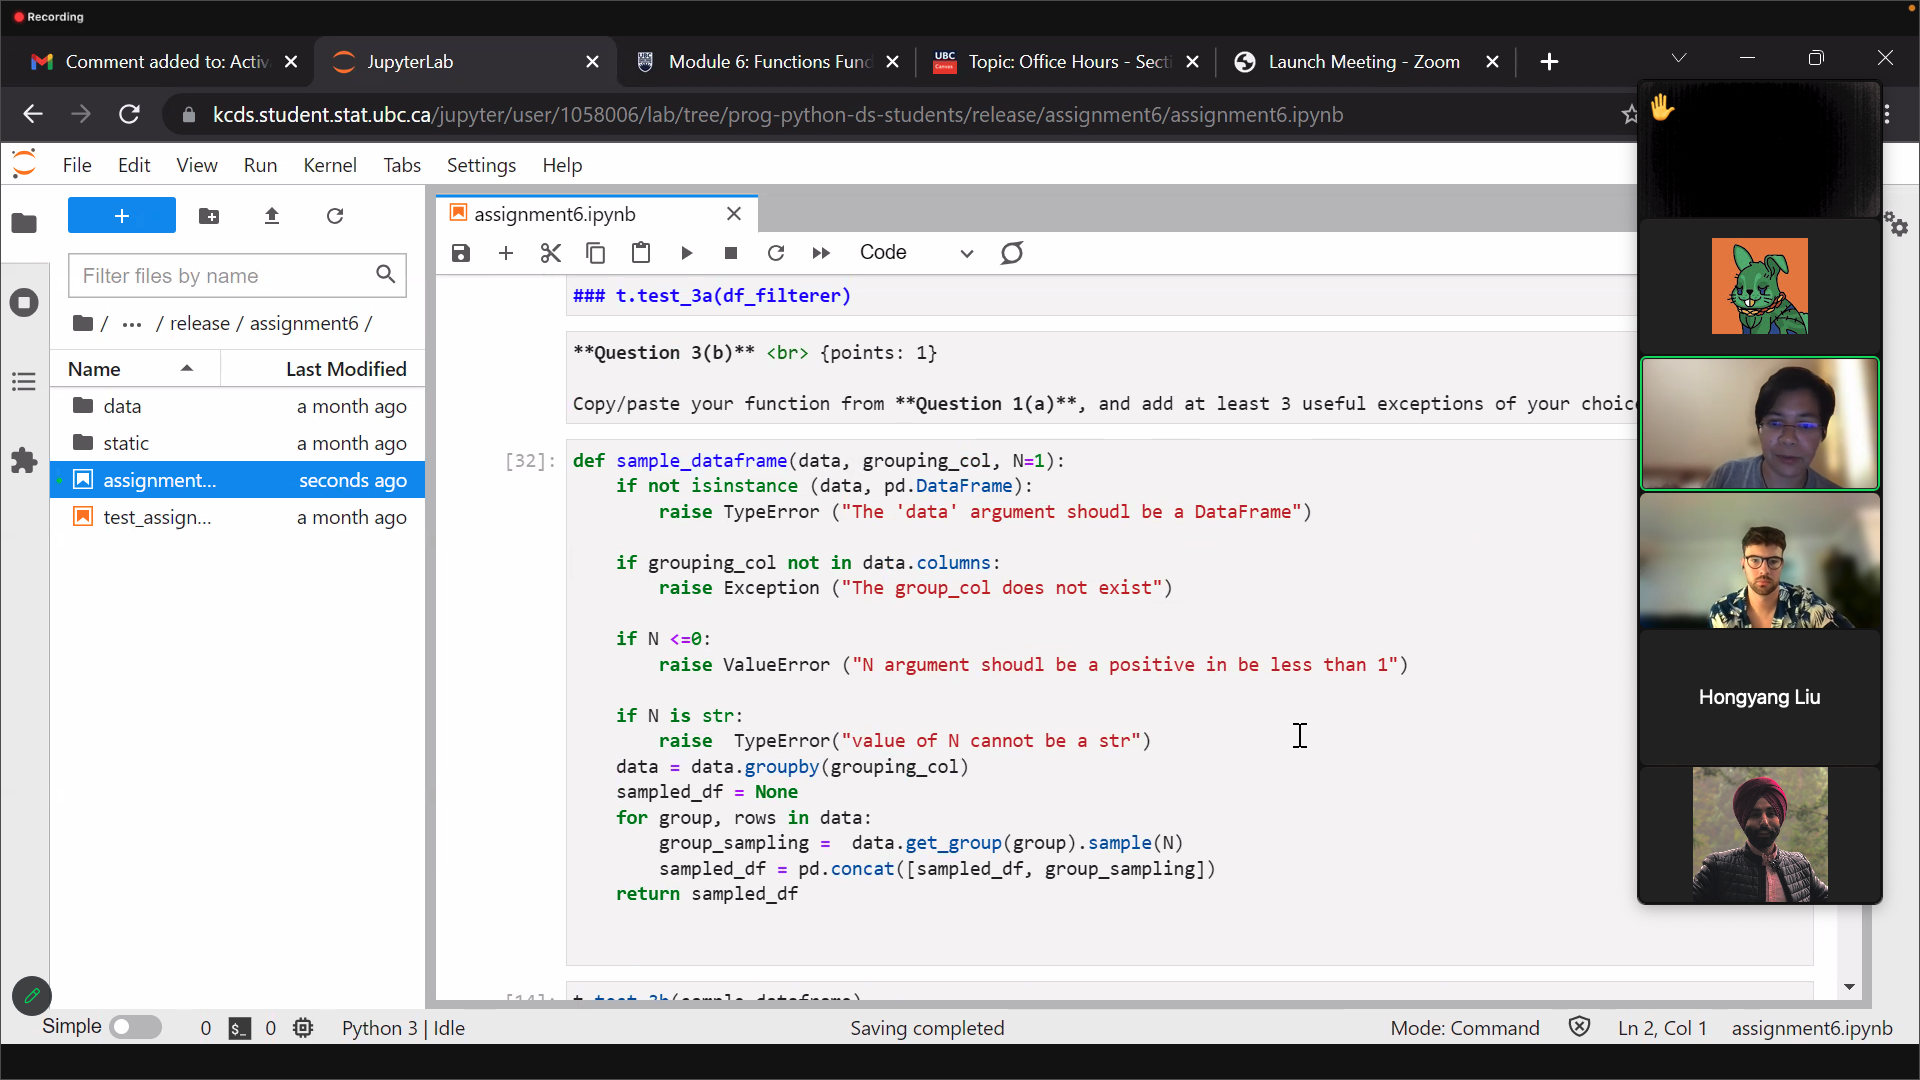 Recording
Comment added to: Activ
JupyterLab
Module 6: Functions Fund
UBC
Canvas
Topic: Office Hours - Secti
Launch Meeting - Zoom
kcds.student.stat.ubc.ca/jupyter/user/1058006/lab/tree/prog-python-ds-students/release/assignment6/assignment6.ipynb
File Edit View Run Kernel Tabs Settings Help
assignment6.ipynb
Code
Filter files by name
/ ... / release / assignment6 /
Name Last Modified
data a month ago
static a month ago
assignment... seconds ago
test_assign... a month ago
### t.test_3a(df_filterer)
**Question 3(b)** <br> {points: 1}
Copy/paste your function from **Question 1(a)**, and add at least 3 useful exceptions of your choic
[32]:
def sample_dataframe(data, grouping_col, N=1):
    if not isinstance (data, pd.DataFrame):
        raise TypeError ("The 'data' argument shoudl be a DataFrame")
    if grouping_col not in data.columns:
        raise Exception ("The group_col does not exist")
    if N <=0:
        raise ValueError ("N argument shoudl be a positive in be less than 1")
    if N is str:
        raise  TypeError("value of N cannot be a str")
    data = data.groupby(grouping_col)
    sampled_df = None
    for group, rows in data:
        group_sampling =  data.get_group(group).sample(N)
        sampled_df = pd.concat([sampled_df, group_sampling])
    return sampled_df
[14]: t.test_3b(sample_dataframe)
Hongyang Liu
Simple 0 $_ 0 Python 3 | Idle Saving completed Mode: Command Ln 2, Col 1 assignment6.ipynb